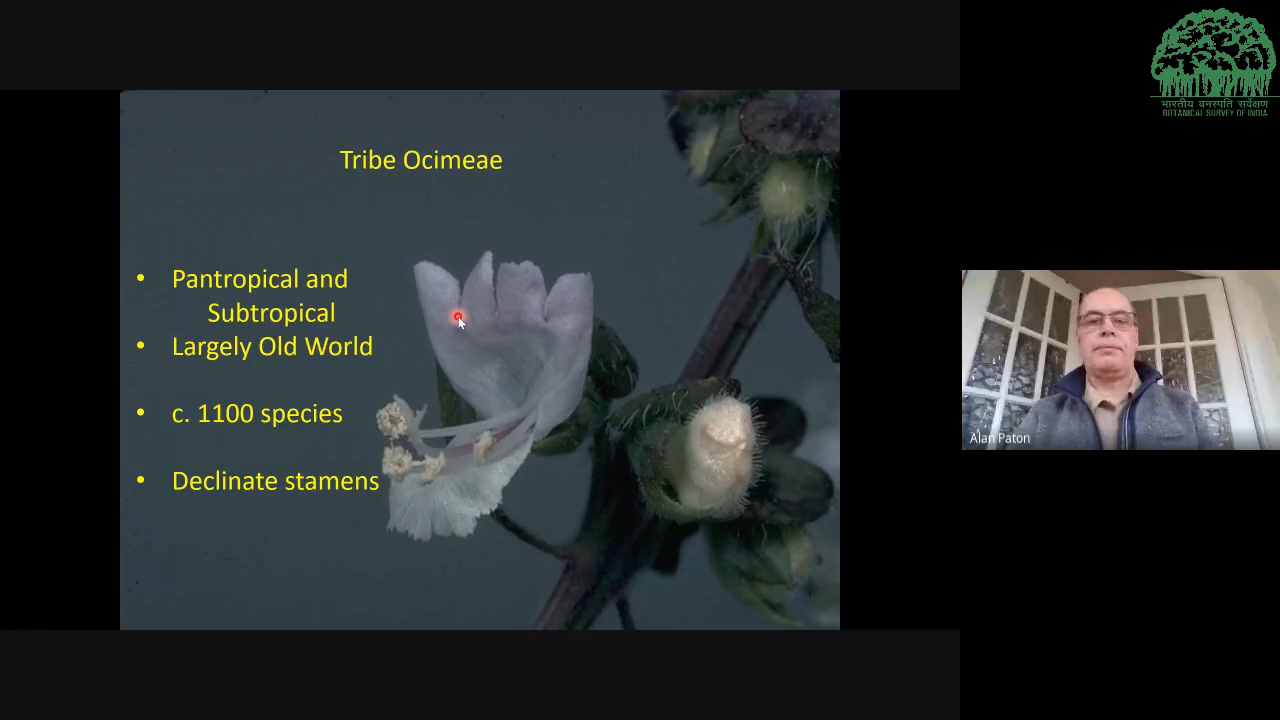 Tribe Ocimeae
• Pantropical and
Subtropical
• Largely Old World
• c. 1100 species
• Declinate stamens
भारतीय वनस्पति सर्वेक्षण
BOTANICAL SURVEY OF INDIA
Alan Paton